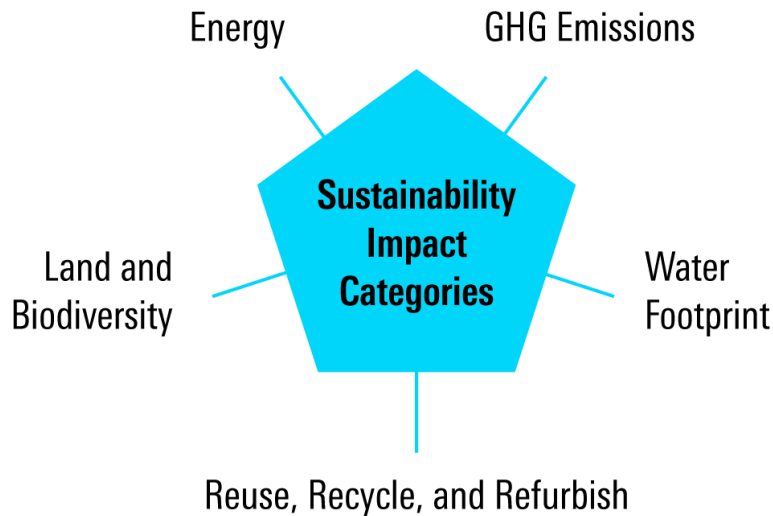 Energy
GHG Emissions
Sustainability
Impact
Categories
Land and
Biodiversity
Water
Footprint
Reuse, Recycle, and Refurbish